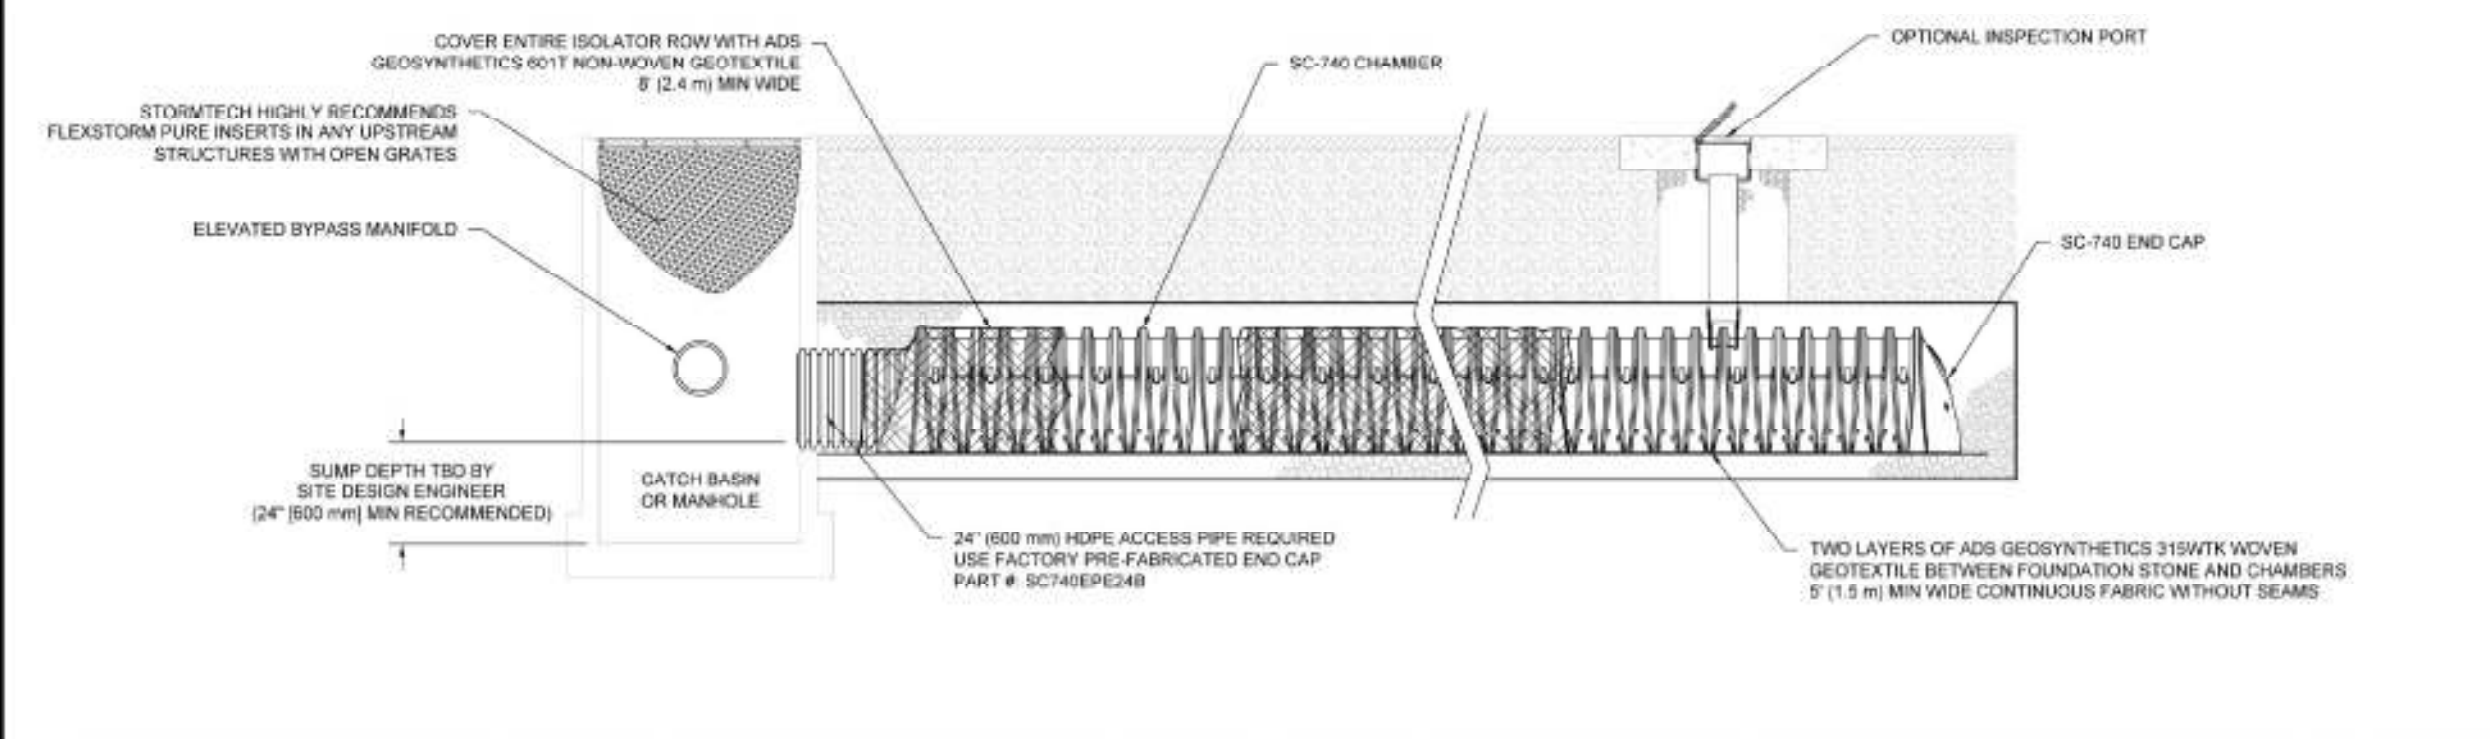 COVER ENTIRE ISOLATOR ROW WITH ADS
GEOSYNTHETICS 601T NON-WOVEN GEOTEXTILE
8' (2.4 m) MIN WIDE
STORMTECH HIGHLY RECOMMENDS
FLEXSTORM PURE INSERTS IN ANY UPSTREAM
STRUCTURES WITH OPEN GRATES
ELEVATED BYPASS MANIFOLD
SUMP DEPTH TBD BY
SITE DESIGN ENGINEER
(24" [600 mm] MIN RECOMMENDED)
CATCH BASIN
OR MANHOLE
SC-740 CHAMBER
OPTIONAL INSPECTION PORT
SC-740 END CAP
24" (600 mm) HDPE ACCESS PIPE REQUIRED
USE FACTORY PRE-FABRICATED END CAP
PART #: SC740EPE24B
TWO LAYERS OF ADS GEOSYNTHETICS 315WTK WOVEN
GEOTEXTILE BETWEEN FOUNDATION STONE AND CHAMBERS
5' (1.5 m) MIN WIDE CONTINUOUS FABRIC WITHOUT SEAMS